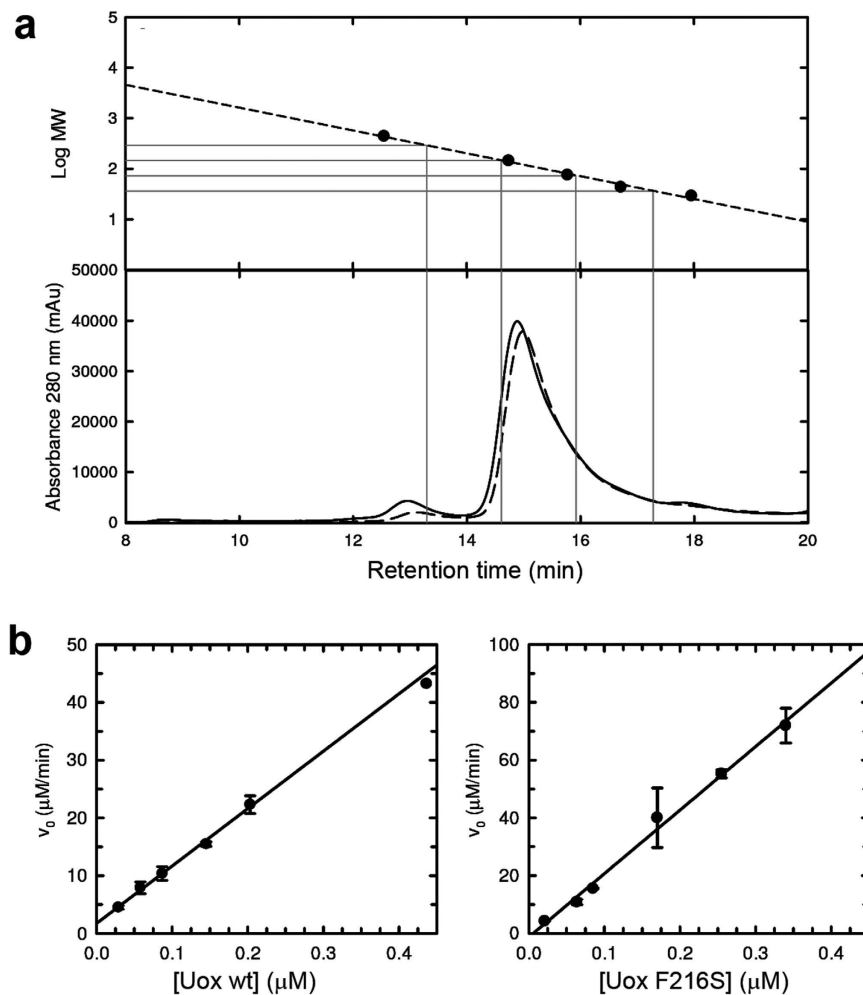 a
5
4
3
2
1
Log MW
50000
40000
30000
20000
10000
0
Absorbance 280 nm (mAu)
8 10 12 14 16 18 20
Retention time (min)
b
50
40
30
20
10
0
v₀ (μM/min)
0.0 0.1 0.2 0.3 0.4
[Uox wt] (μM)
100
80
60
40
20
0
v₀ (μM/min)
0.0 0.1 0.2 0.3 0.4
[Uox F216S] (μM)